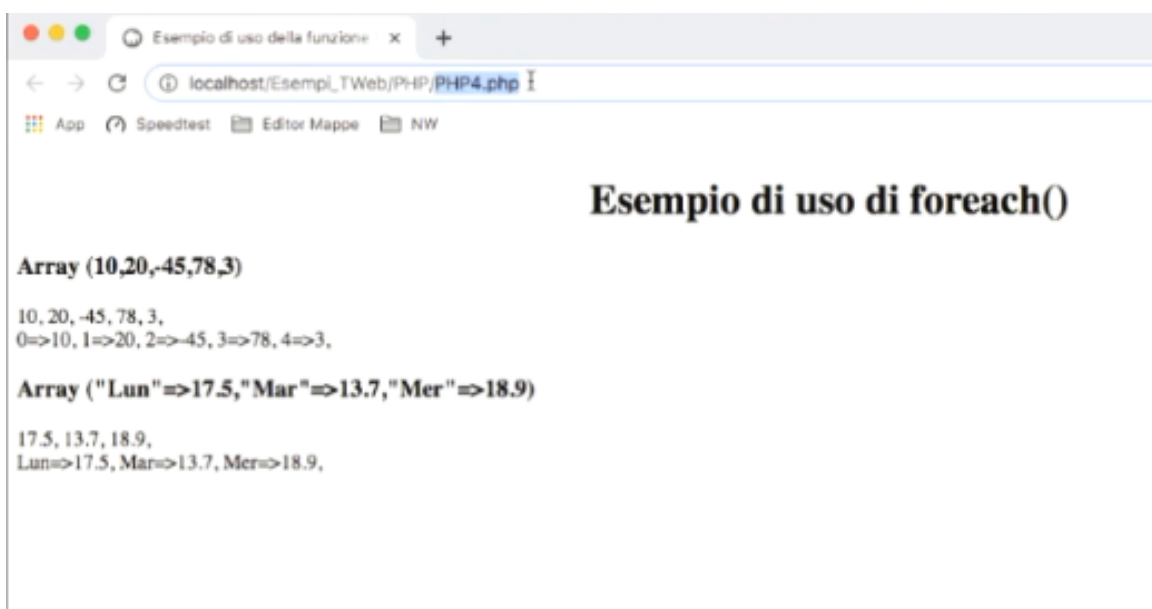 Esempio di uso della funzione
localhost/Esempi_TWeb/PHP/PHP4.php
App Speedtest Editor Mappe NW
Esempio di uso di foreach()
Array (10,20,-45,78,3)
10, 20, -45, 78, 3,
0=>10, 1=>20, 2=>-45, 3=>78, 4=>3,
Array ("Lun"=>17.5,"Mar"=>13.7,"Mer"=>18.9)
17.5, 13.7, 18.9,
Lun=>17.5, Mar=>13.7, Mer=>18.9,